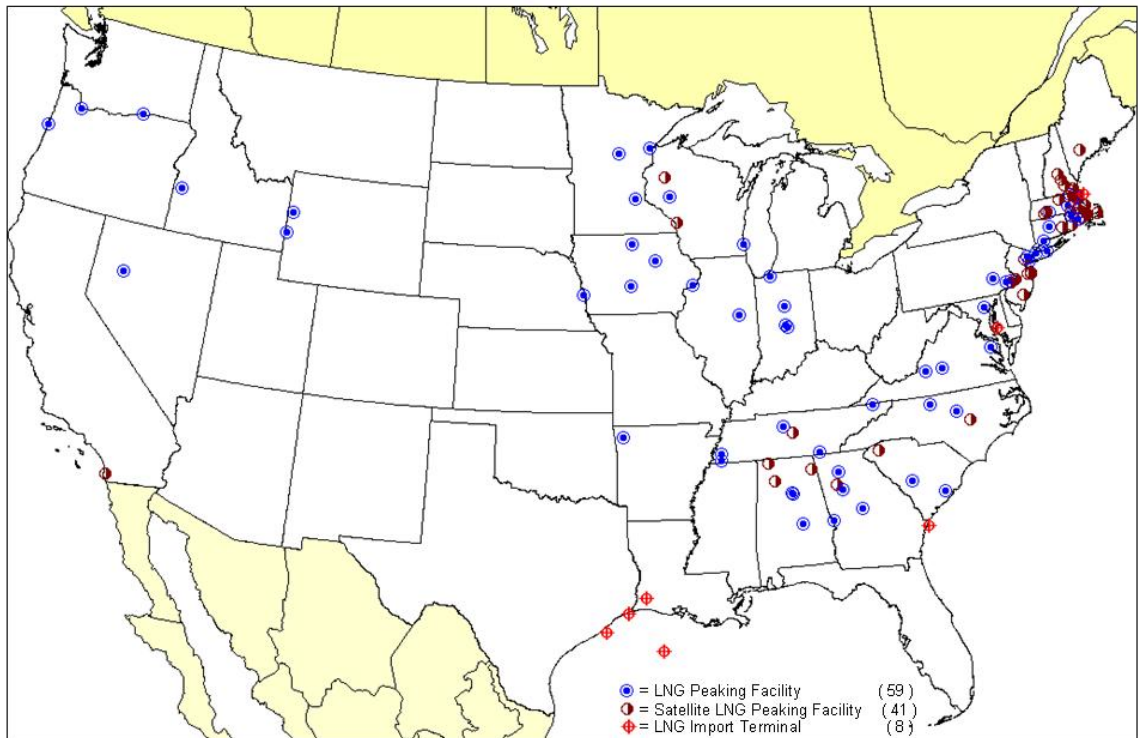 = LNG Peaking Facility (59)
= Satellite LNG Peaking Facility (41)
= LNG Import Terminal (8)